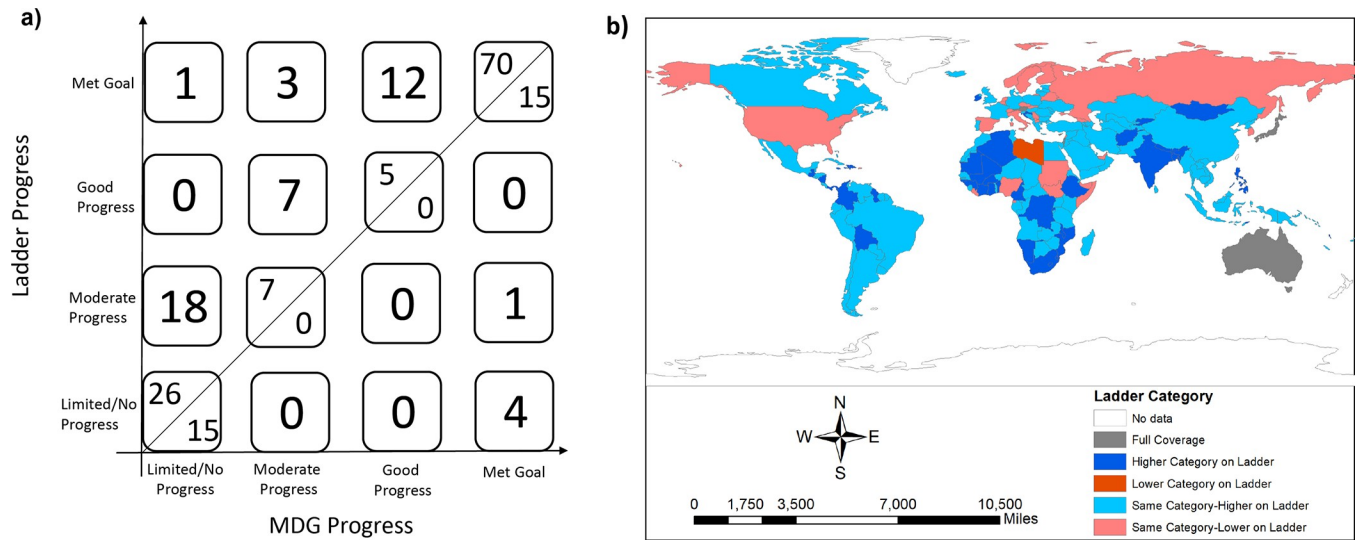 a)
Ladder Progress
Met Goal
1
3
12
70
15
Good
Progress
0
7
5
0
0
Moderate
Progress
18
7
0
0
1
Limited/No
Progress
26
15
0
0
4
Limited/No
Progress
Moderate
Progress
Good
Progress
Met Goal
MDG Progress
b)
N
W
E
S
0 1,750 3,500 7,000 10,500
Miles
Ladder Category
No data
Full Coverage
Higher Category on Ladder
Lower Category on Ladder
Same Category-Higher on Ladder
Same Category-Lower on Ladder